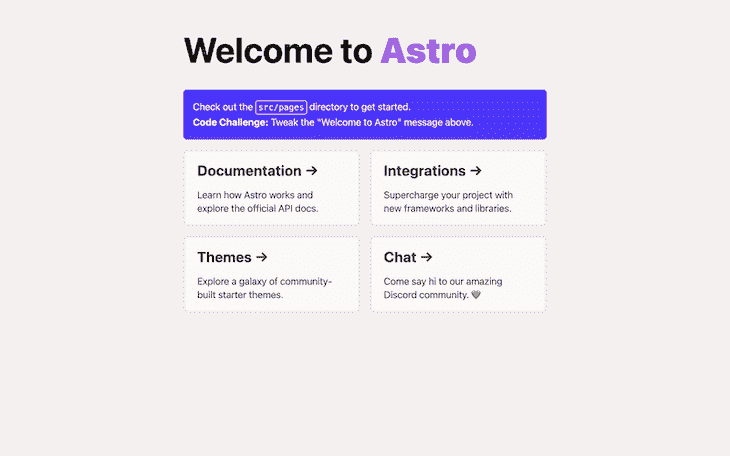 Welcome to Astro
Check out the src/pages directory to get started.
Code Challenge: Tweak the "Welcome to Astro" message above.
Documentation →
Learn how Astro works and
explore the official API docs.
Integrations →
Supercharge your project with
new frameworks and libraries.
Themes →
Explore a galaxy of community-
built starter themes.
Chat →
Come say hi to our amazing
Discord community. 💜